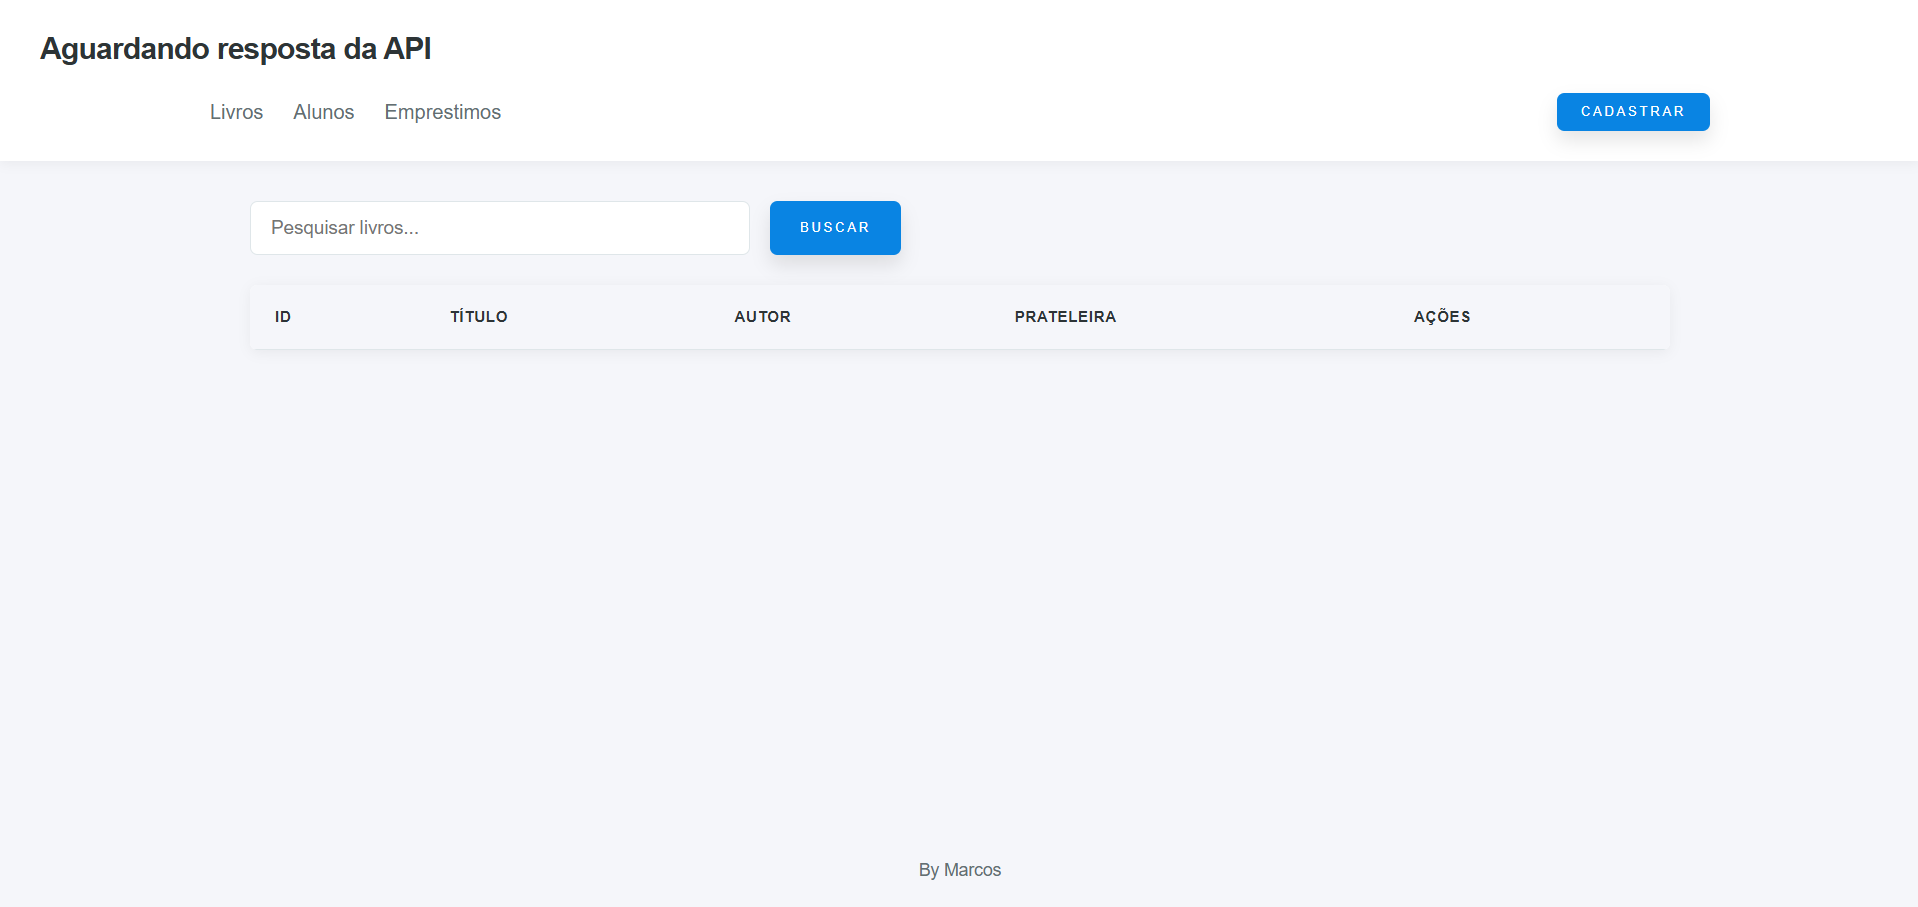 Aguardando resposta da API
Livros Alunos Emprestimos CADASTRAR
Pesquisar livros... BUSCAR
ID TÍTULO AUTOR PRATELEIRA AÇÕES
By Marcos